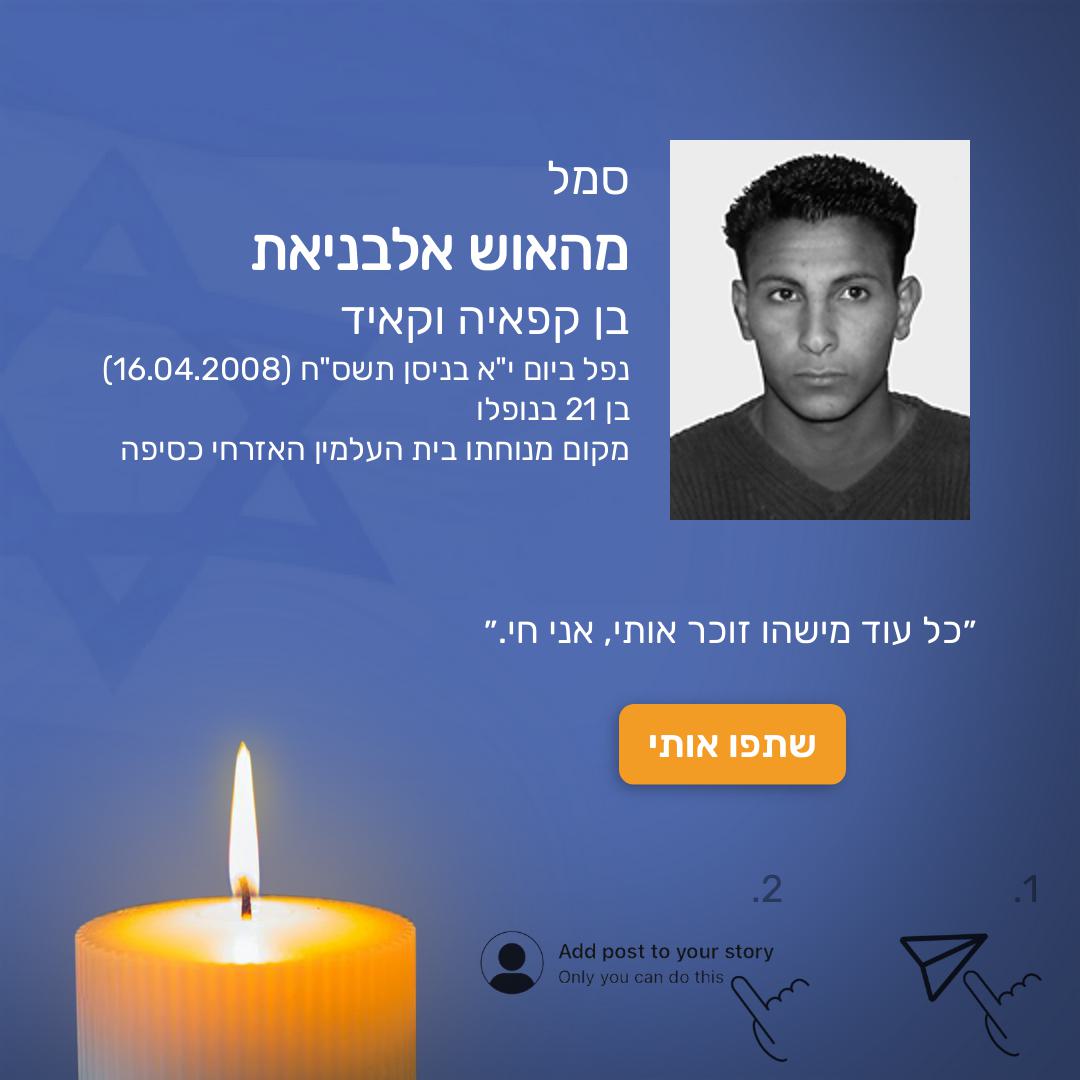 סמל
מהאוש אלבניאת
בן קפאיה וקאיד
נפל ביום י"א בניסן תשס"ח (16.04.2008)
בן 21 בנופלו
מקום מנוחתו בית העלמין האזרחי כסיפה
״כל עוד מישהו זוכר אותי, אני חי.״
שתפו אותי
1.
2.
Add post to your story
Only you can do this